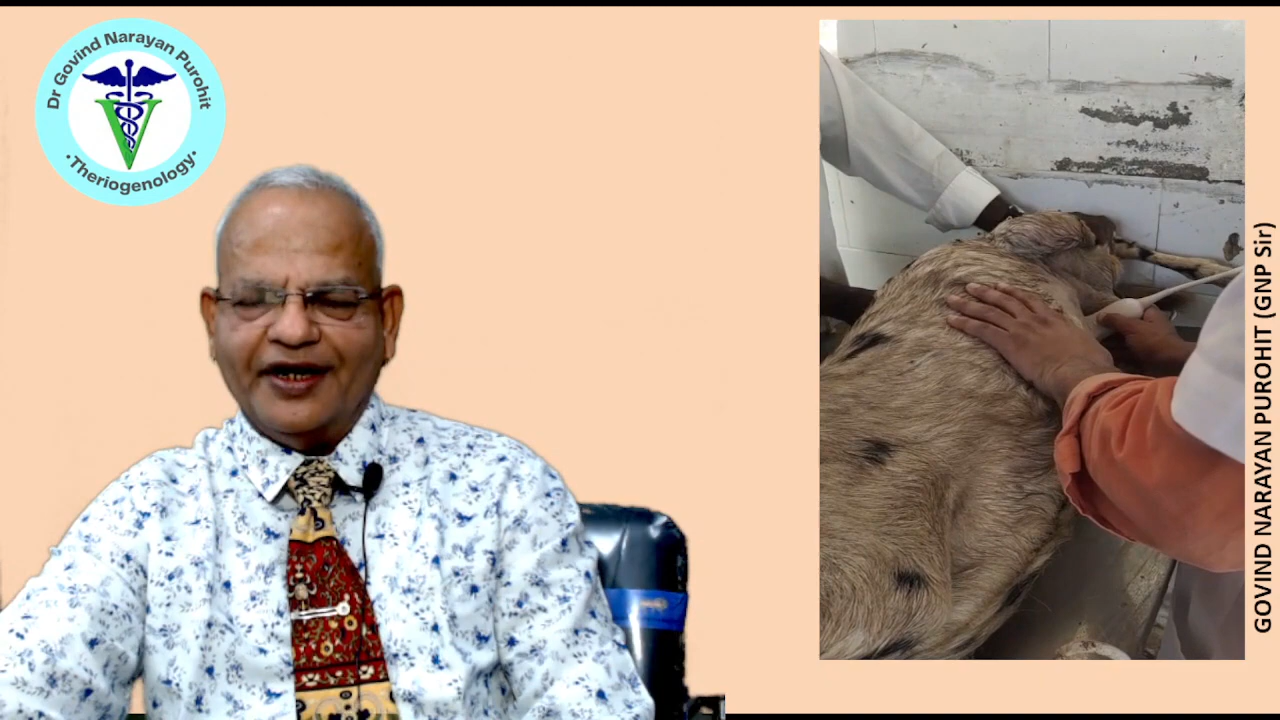 Dr Govind Narayan Purohit
•Theriogenology•
GOVIND NARAYAN PUROHIT (GNP Sir)